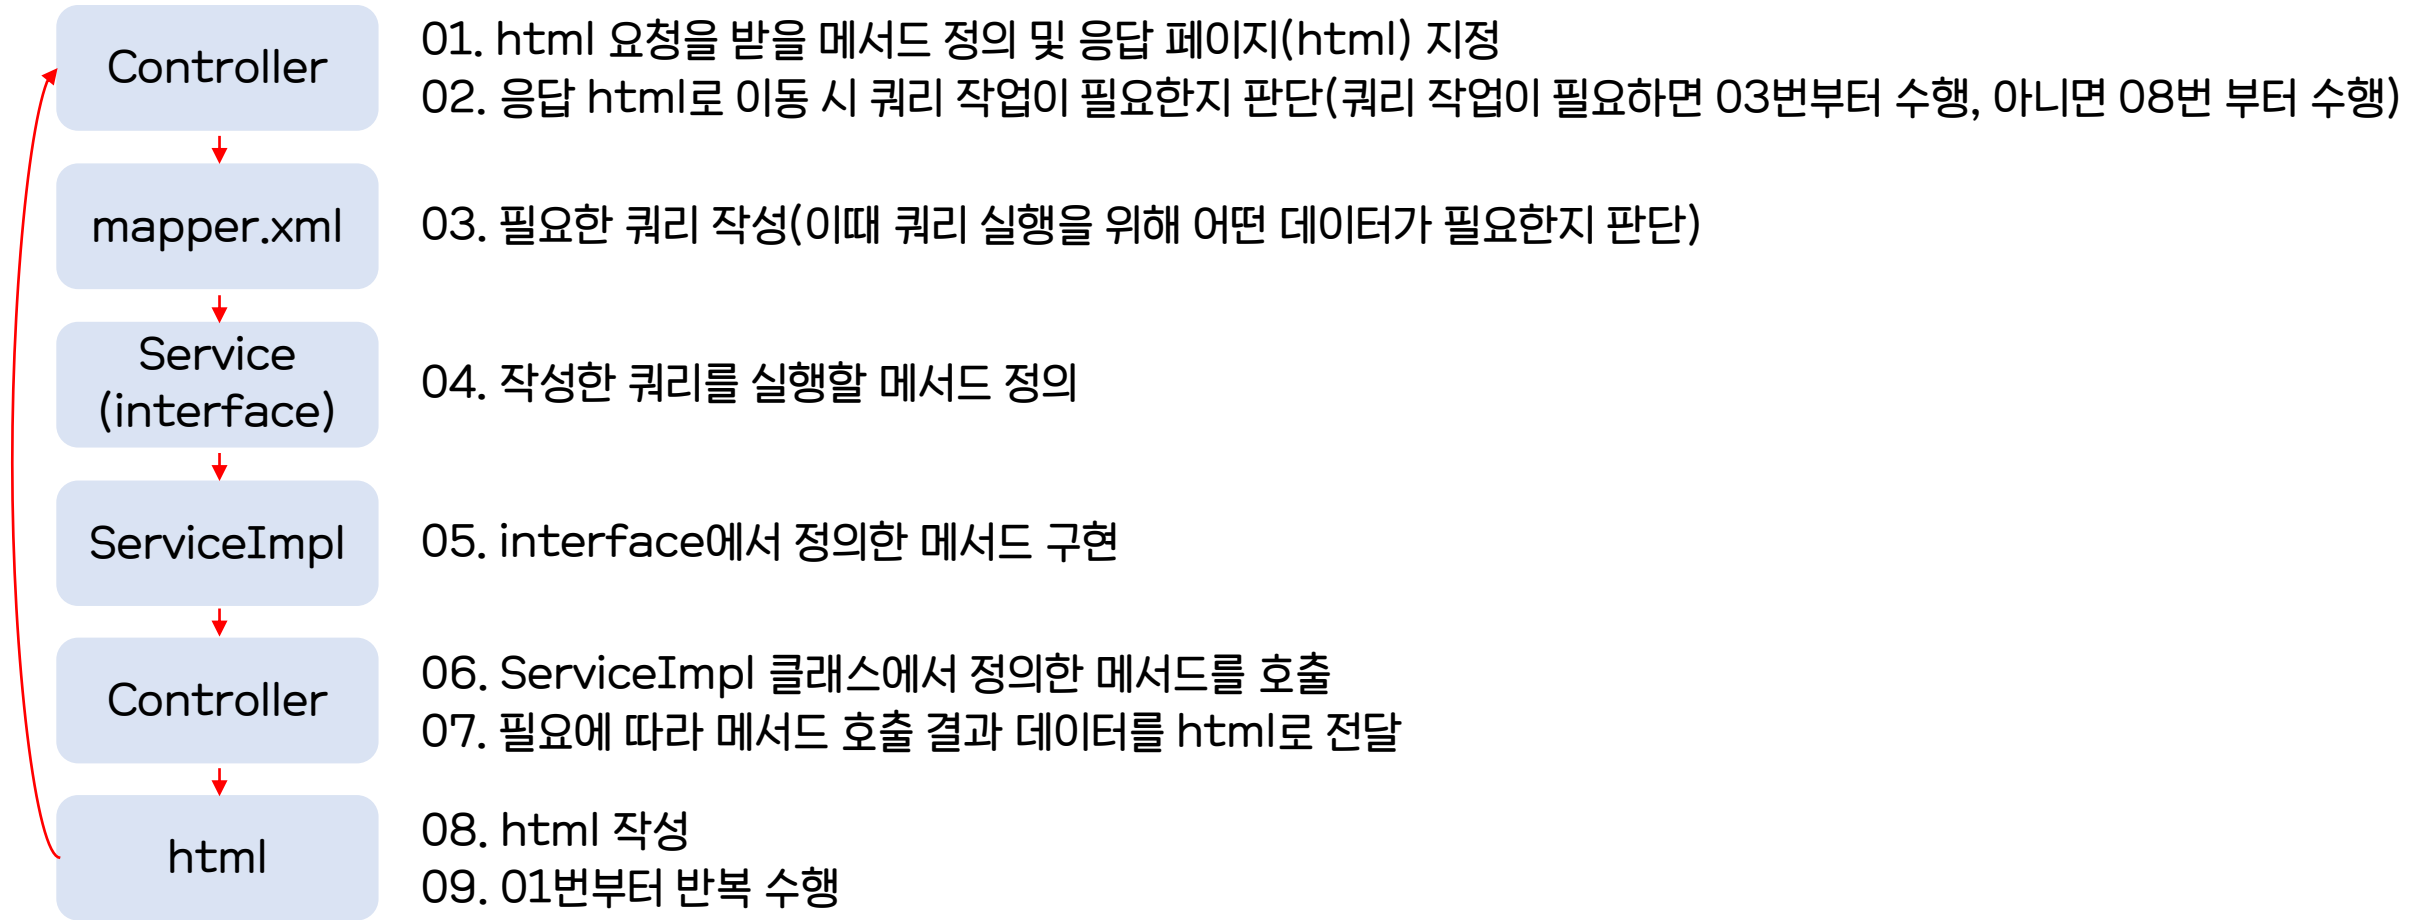 Controller
01. html 요청을 받을 메서드 정의 및 응답 페이지(html) 지정
02. 응답 html로 이동 시 쿼리 작업이 필요한지 판단(쿼리 작업이 필요하면 03번부터 수행, 아니면 08번 부터 수행)
mapper.xml
03. 필요한 쿼리 작성(이때 쿼리 실행을 위해 어떤 데이터가 필요한지 판단)
Service
(interface)
04. 작성한 쿼리를 실행할 메서드 정의
ServiceImpl
05. interface에서 정의한 메서드 구현
Controller
06. ServiceImpl 클래스에서 정의한 메서드를 호출
07. 필요에 따라 메서드 호출 결과 데이터를 html로 전달
html
08. html 작성
09. 01번부터 반복 수행